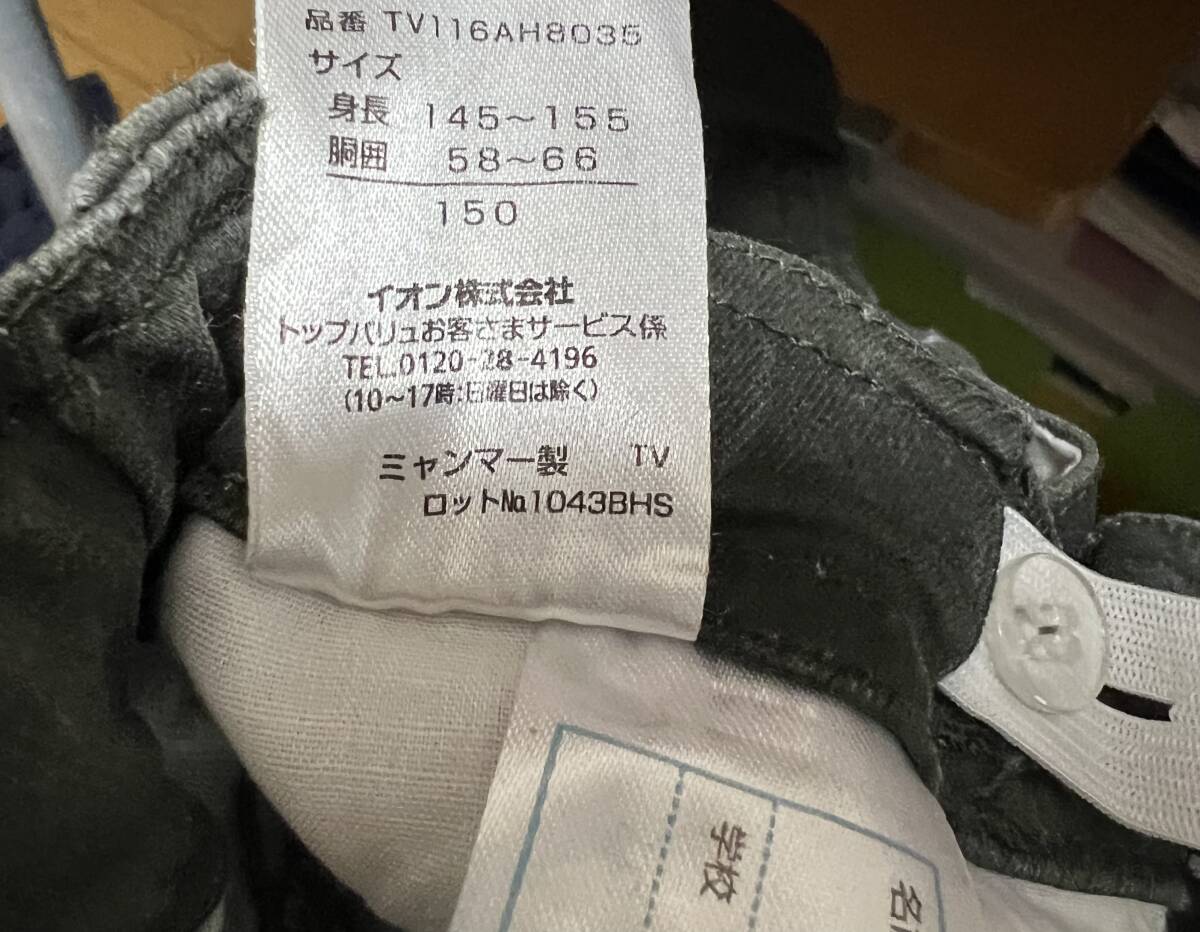 品番 TV116AH8035
サイズ
身長 145～155
胴囲 58～66
150
イオン株式会社
トップバリュお客さまサービス係
TEL.0120-28-4196
(10～17時:日曜日は除く)
ミャンマー製 TV
ロットNo.1043BHS
学校
名